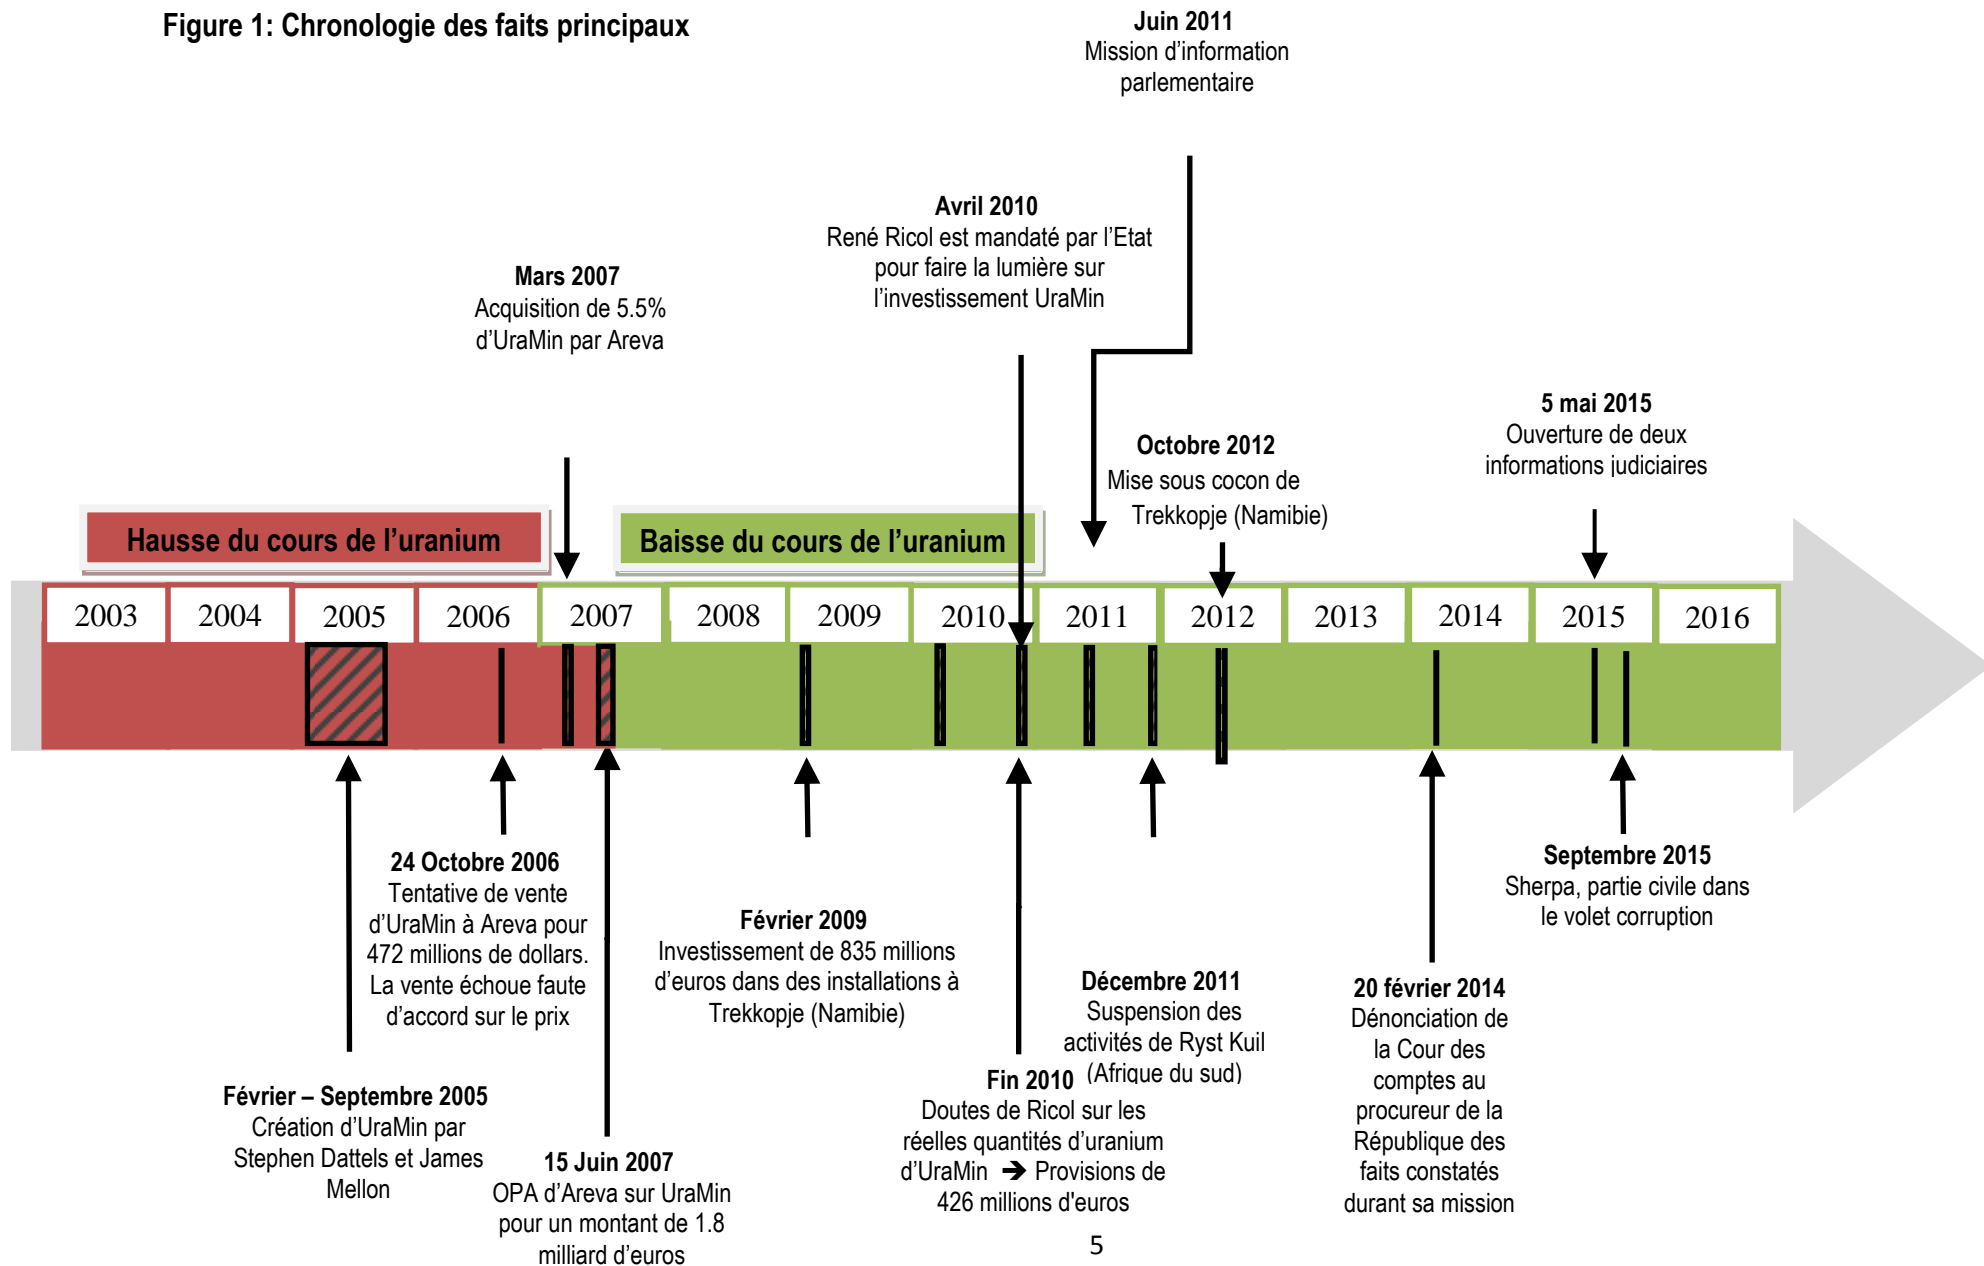 Figure 1: Chronologie des faits principaux
Juin 2011
Mission d’information
parlementaire
Avril 2010
René Ricol est mandaté par l’Etat
pour faire la lumière sur
l’investissement UraMin
Mars 2007
Acquisition de 5.5%
d’UraMin par Areva
5 mai 2015
Ouverture de deux
informations judiciaires
Octobre 2012
Mise sous cocon de
Trekkopje (Namibie)
Hausse du cours de l’uranium
Baisse du cours de l’uranium
2003 2004 2005 2006 2007 2008 2009 2010 2011 2012 2013 2014 2015 2016
24 Octobre 2006
Tentative de vente
d’UraMin à Areva pour
472 millions de dollars.
La vente échoue faute
d’accord sur le prix
Février 2009
Investissement de 835 millions
d’euros dans des installations à
Trekkopje (Namibie)
Septembre 2015
Sherpa, partie civile dans
le volet corruption
Décembre 2011
Suspension des
activités de Ryst Kuil
(Afrique du sud)
20 février 2014
Dénonciation de
la Cour des
comptes au
procureur de la
République des
faits constatés
durant sa mission
Février – Septembre 2005
Création d’UraMin par
Stephen Dattels et James
Mellon
15 Juin 2007
OPA d’Areva sur UraMin
pour un montant de 1.8
milliard d’euros
Fin 2010
Doutes de Ricol sur les
réelles quantités d’uranium
d’UraMin ➔ Provisions de
426 millions d'euros
5